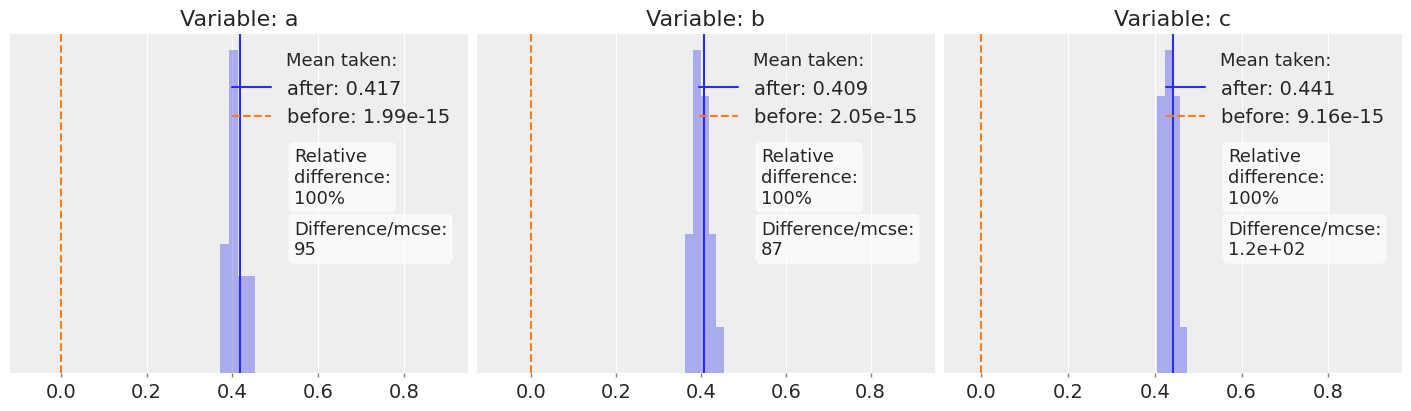 Variable: a
Mean taken:
after: 0.417
before: 1.99e-15
Relative
difference:
100%
Difference/mcse:
95
0.0 0.2 0.4 0.6 0.8
Variable: b
Mean taken:
after: 0.409
before: 2.05e-15
Relative
difference:
100%
Difference/mcse:
87
0.0 0.2 0.4 0.6 0.8
Variable: c
Mean taken:
after: 0.441
before: 9.16e-15
Relative
difference:
100%
Difference/mcse:
1.2e+02
0.0 0.2 0.4 0.6 0.8